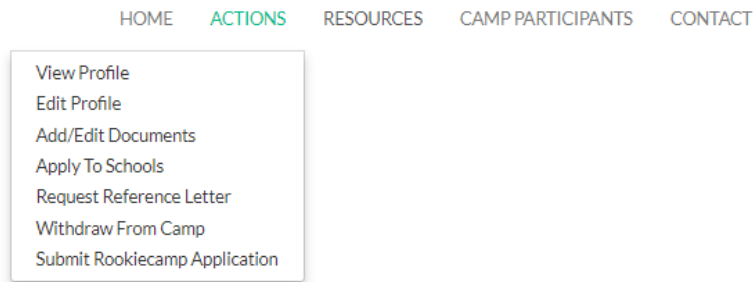 HOME ACTIONS RESOURCES CAMP PARTICIPANTS CONTACT
View Profile
Edit Profile
Add/Edit Documents
Apply To Schools
Request Reference Letter
Withdraw From Camp
Submit Rookiecamp Application